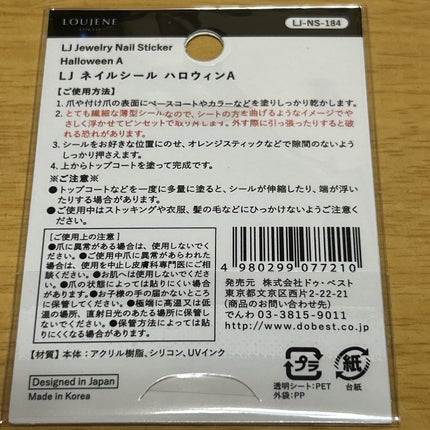 LOUJENE
LJ-NS-184
LJ Jewelry Nail Sticker
Halloween A
LJ ネイルシール ハロウィンA
【ご使用方法】
1. 爪や付け爪の表面にベースコートやカラーなどを塗りしっかり乾かします。
2. とても繊細な薄型シールなので、シートの方を曲げるようなイメージでや
さしく浮かせてピンセットで取り外します。外す際に引っ張ったりすると破
れる恐れがあります。
3. シールをお好きな位置にのせ、オレンジスティックなどで隙間のないよう
しっかり押さえます。
4. 上からトップコートを塗って完成です。
※ご注意※
●トップコートなどを一度に多量に塗ると、シールが伸縮したり、端が浮い
たりする場合があります。
●ご使用中はストッキングや衣服、髪の毛などにひっかけないようご注意
ください。
【ご使用上の注意】
●爪に異常がある場合は、使用しないでく
ださい。●ご使用中爪に異常があらわれた
場合は、使用を中止し皮膚科専門医にご相
談ください。●お肌へは使用しないでくだ
さい。●爪の状態によっては貼りにくい場合
があります。●お子様の手の届かないところ
に保管してください。●極端に高温又は低
温の場所、直射日光のあたる場所には保管
しないでください。●保管方法によっては貼
りにくくなる場合があります。
4 980299 077210
発売元 株式会社ドゥ・ベスト
東京都文京区西片2-22-21
(商品のお問い合わせ先)
でんわ 03-3815-9011
http://www.dobest.co.jp
【材質】本体：アクリル樹脂、シリコン、UVインク
Designed in Japan
Made in Korea
プラ
紙
透明シート:PET
外袋:PP
台紙